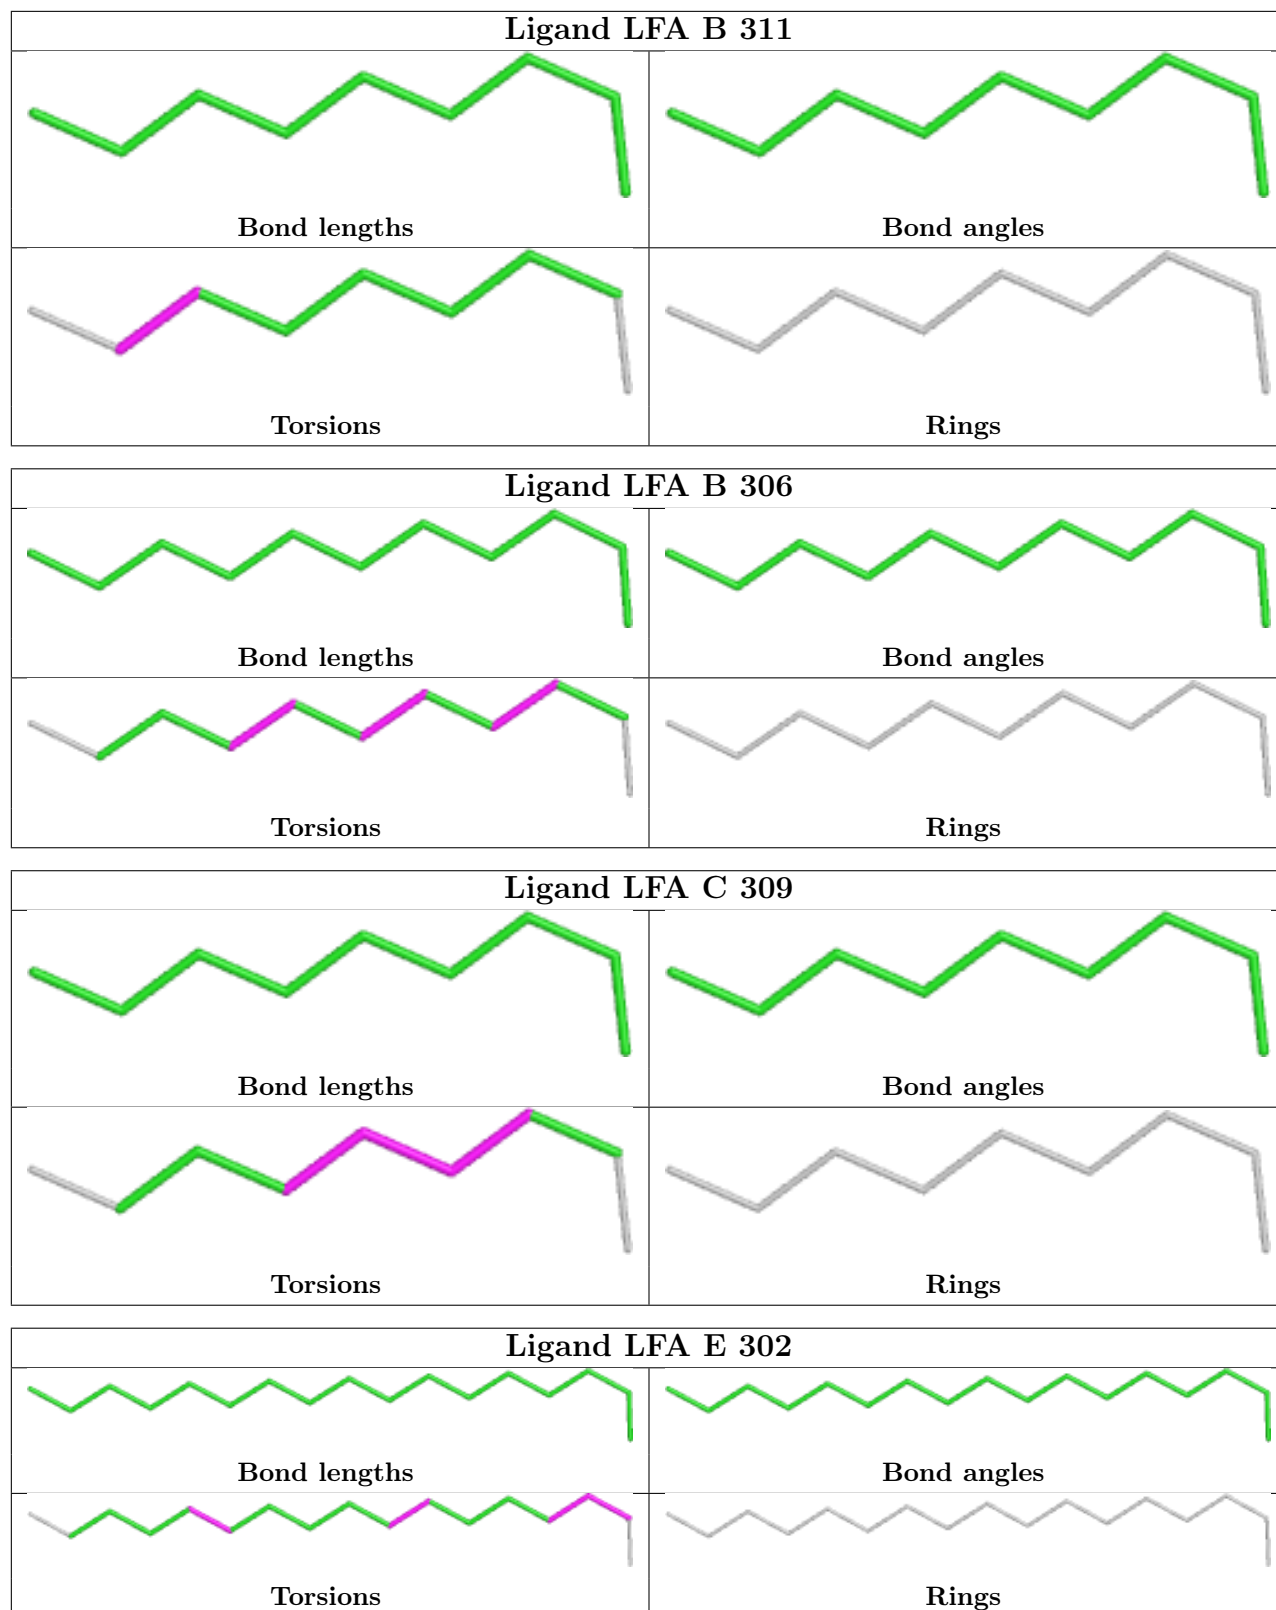 Ligand LFA B 311
Bond lengths Bond angles
Torsions Rings
Ligand LFA B 306
Bond lengths Bond angles
Torsions Rings
Ligand LFA C 309
Bond lengths Bond angles
Torsions Rings
Ligand LFA E 302
Bond lengths Bond angles
Torsions Rings